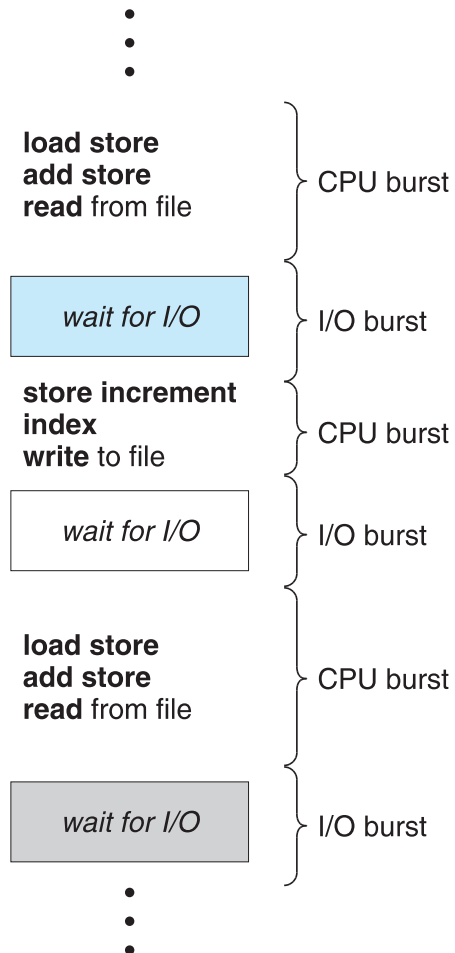 load store
add store
read from file
CPU burst
wait for I/O
I/O burst
store increment
index
write to file
CPU burst
wait for I/O
I/O burst
load store
add store
read from file
CPU burst
wait for I/O
I/O burst